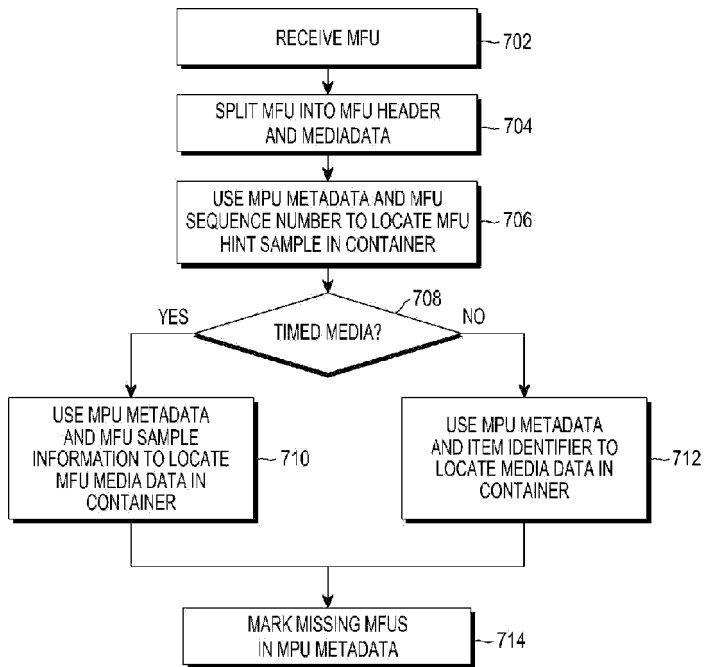 RECEIVE MFU
702
SPLIT MFU INTO MFU HEADER
AND MEDIADATA
704
USE MPU METADATA AND MFU
SEQUENCE NUMBER TO LOCATE MFU
HINT SAMPLE IN CONTAINER
706
708
YES
TIMED MEDIA?
NO
USE MPU METADATA
AND MFU SAMPLE
INFORMATION TO LOCATE
MFU MEDIA DATA IN
CONTAINER
710
USE MPU METADATA
AND ITEM IDENTIFIER TO
LOCATE MEDIA DATA IN
CONTAINER
712
MARK MISSING MFUS
IN MPU METADATA
714